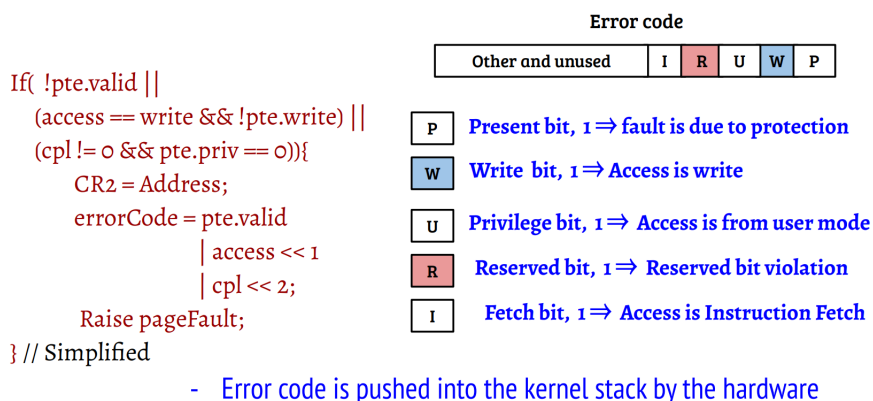 Error code
Other and unused I R U W P
If( !pte.valid ||
(access == write && !pte.write) ||
(cpl != 0 && pte.priv == 0)){
CR2 = Address;
errorCode = pte.valid
| access << 1
| cpl << 2;
Raise pageFault;
} // Simplified
P Present bit, 1 ⇒ fault is due to protection
W Write bit, 1 ⇒ Access is write
U Privilege bit, 1 ⇒ Access is from user mode
R Reserved bit, 1 ⇒ Reserved bit violation
I Fetch bit, 1 ⇒ Access is Instruction Fetch
- Error code is pushed into the kernel stack by the hardware